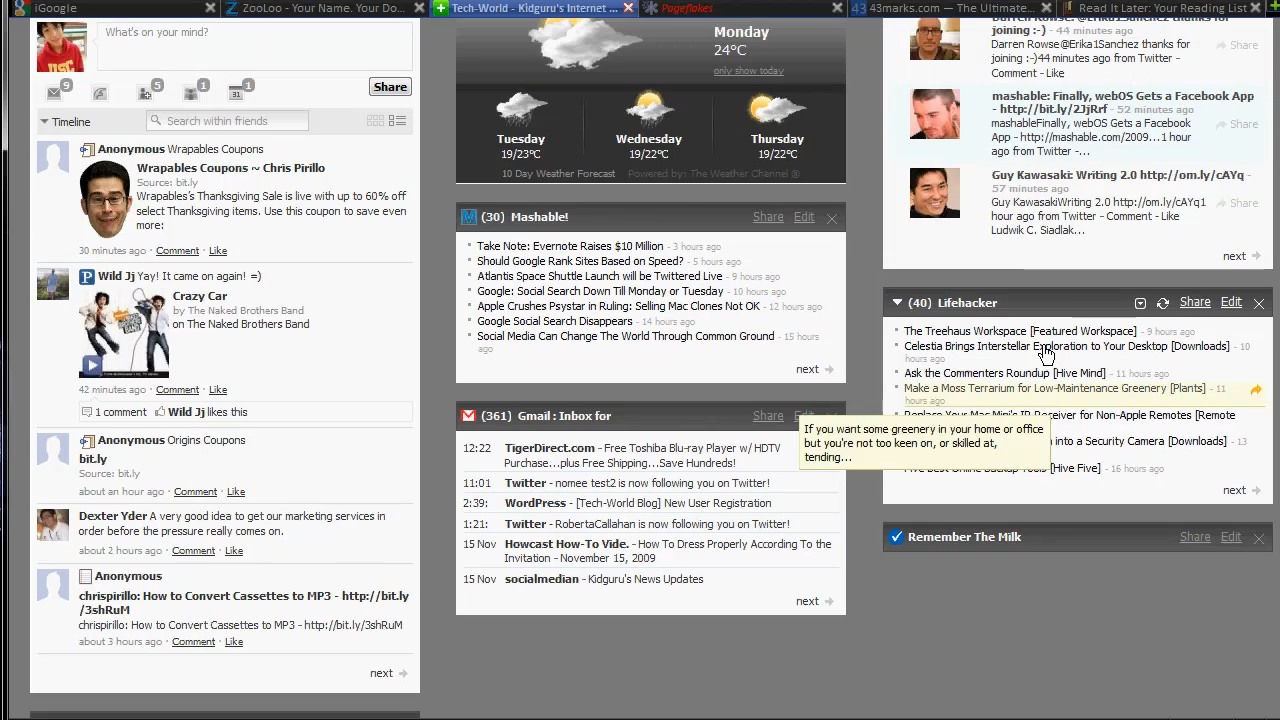 iGoogle
ZooLoo - Your Name. Your Do...
Tech-World - Kidguru's Internet ...
Pageflakes
43marks.com — The Ultimate...
Read It Later: Your Reading List
What's on your mind?
9
5
1
1
31
Share
Timeline
Search within friends
Anonymous Wrapables Coupons
Wrapables Coupons ~ Chris Pirillo
Source: bit.ly
Wrapables's Thanksgiving Sale is live with up to 60% off
select Thanksgiving items. Use this coupon to save even
more:
30 minutes ago · Comment · Like
Wild Jj Yay! It came on again! =)
Crazy Car
by The Naked Brothers Band
on The Naked Brothers Band
42 minutes ago · Comment · Like
1 comment Wild Jj likes this
Anonymous Origins Coupons
bit.ly
Source: bit.ly
about an hour ago · Comment · Like
Dexter Yder A very good idea to get our marketing services in
order before the pressure really comes on.
about 2 hours ago · Comment · Like
Anonymous
chrispirillo: How to Convert Cassettes to MP3 - http://bit.ly
/3shRuM
chrispirillo: How to Convert Cassettes to MP3 - http://bit.ly/3shRuM
about 3 hours ago · Comment · Like
next
Monday
24°C
only show today
Tuesday
19/23°C
Wednesday
19/22°C
Thursday
19/22°C
10 Day Weather Forecast Powered by: The Weather Channel ®
(30) Mashable! Share Edit
Take Note: Evernote Raises $10 Million - 3 hours ago
Should Google Rank Sites Based on Speed? - 5 hours ago
Atlantis Space Shuttle Launch will be Twittered Live - 9 hours ago
Google: Social Search Down Till Monday or Tuesday - 10 hours ago
Apple Crushes Psystar in Ruling: Selling Mac Clones Not OK - 12 hours ago
Google Social Search Disappears - 14 hours ago
Social Media Can Change The World Through Common Ground - 15 hours
ago
next
(361) Gmail : Inbox for Share
12:22 TigerDirect.com - Free Toshiba Blu-ray Player w/ HDTV
Purchase...plus Free Shipping...Save Hundreds!
11:01 Twitter - nomee test2 is now following you on Twitter!
2:39: WordPress - [Tech-World Blog] New User Registration
1:21: Twitter - RobertaCallahan is now following you on Twitter!
15 Nov Howcast How-To Vide. - How To Dress Properly According To the
Invitation - November 15, 2009
15 Nov socialmedian - Kidguru's News Updates
next
Darren Rowse: @Erika1Sanchez thanks for
joining :-) - 44 minutes ago
Share
Darren Rowse@Erika1Sanchez thanks for
joining :-)44 minutes ago from Twitter -
Comment - Like
mashable: Finally, webOS Gets a Facebook App
- http://bit.ly/2JRrf - 52 minutes ago
mashableFinally, webOS Gets a Facebook
App - http://mashable.com/2009...1 hour
ago from Twitter -...
Share
Guy Kawasaki: Writing 2.0 http://om.ly/cAYq -
57 minutes ago
Guy KawasakiWriting 2.0 http://om.ly/cAYq1
hour ago from Twitter - Comment - Like
Ludwik C. Siadlak...
Share
next
(40) Lifehacker Share Edit
The Treehaus Workspace [Featured Workspace] - 9 hours ago
Celestia Brings Interstellar Exploration to Your Desktop [Downloads] - 10
hours ago
Ask the Commenters Roundup [Hive Mind] - 11 hours ago
Make a Moss Terrarium for Low-Maintenance Greenery [Plants] - 11
hours ago
Replace Your Mac Mini's IR Receiver for Non-Apple Remotes [Remote
into a Security Camera [Downloads] - 13
Five Best Online Backup Tools [Hive Five] - 16 hours ago
If you want some greenery in your home or office
but you're not too keen on, or skilled at,
tending...
next
Remember The Milk Share Edit